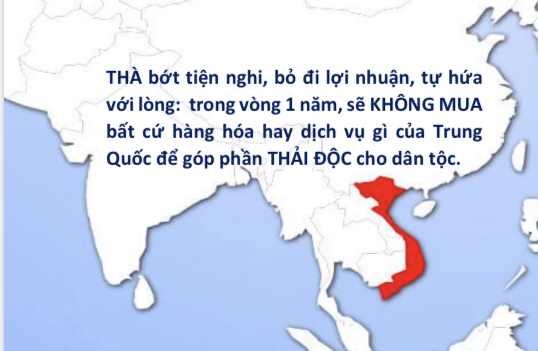 THÀ bớt tiện nghi, bỏ đi lợi nhuận, tự hứa
với lòng: trong vòng 1 năm, sẽ KHÔNG MUA
bất cứ hàng hóa hay dịch vụ gì của Trung
Quốc để góp phần THẢI ĐỘC cho dân tộc.